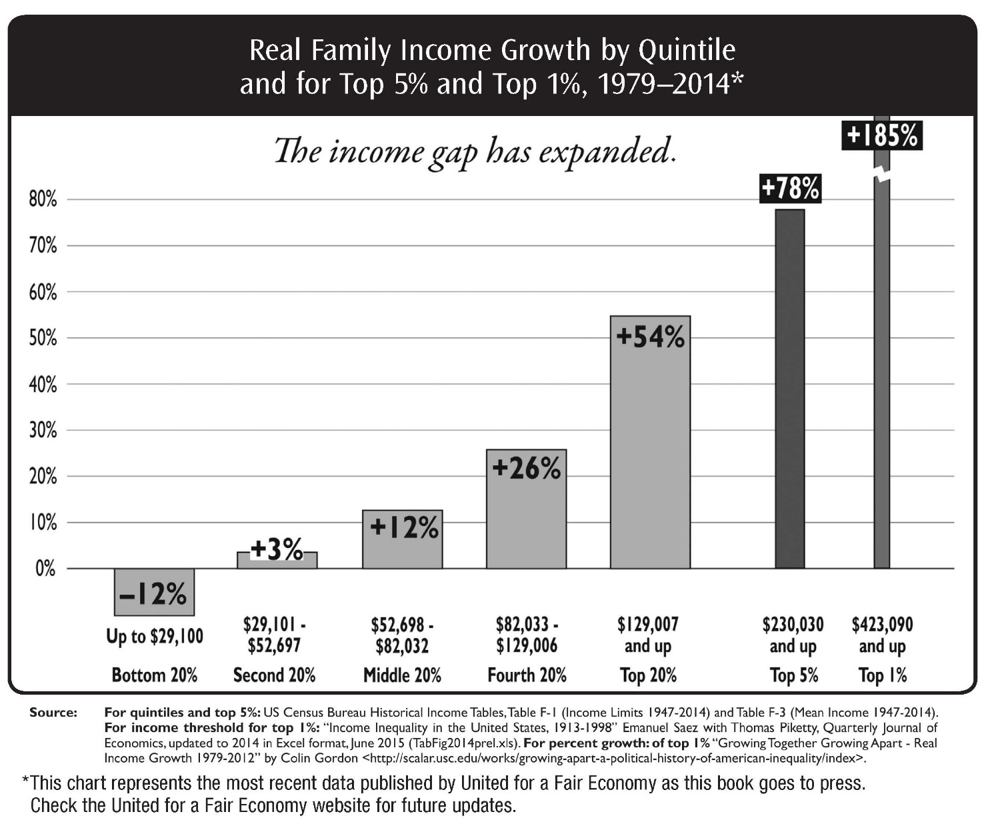 Real Family Income Growth by Quintile
and for Top 5% and Top 1%, 1979–2014*
The income gap has expanded.
+185%
+78%
80%
70%
60%
50%
40%
30%
20%
10%
0%
–12%
+3%
+12%
+26%
+54%
Up to $29,100
Bottom 20%
$29,101 -
$52,697
Second 20%
$52,698 -
$82,032
Middle 20%
$82,033 -
$129,006
Fourth 20%
$129,007
and up
Top 20%
$230,030
and up
Top 5%
$423,090
and up
Top 1%
Source: For quintiles and top 5%: US Census Bureau Historical Income Tables, Table F-1 (Income Limits 1947-2014) and Table F-3 (Mean Income 1947-2014).
For income threshold for top 1%: “Income Inequality in the United States, 1913-1998” Emanuel Saez with Thomas Piketty, Quarterly Journal of
Economics, updated to 2014 in Excel format, June 2015 (TabFig2014prel.xls). For percent growth: of top 1% “Growing Together Growing Apart - Real
Income Growth 1979-2012” by Colin Gordon <http://scalar.usc.edu/works/growing-apart-a-political-history-of-american-inequality/index>.
*This chart represents the most recent data published by United for a Fair Economy as this book goes to press.
Check the United for a Fair Economy website for future updates.